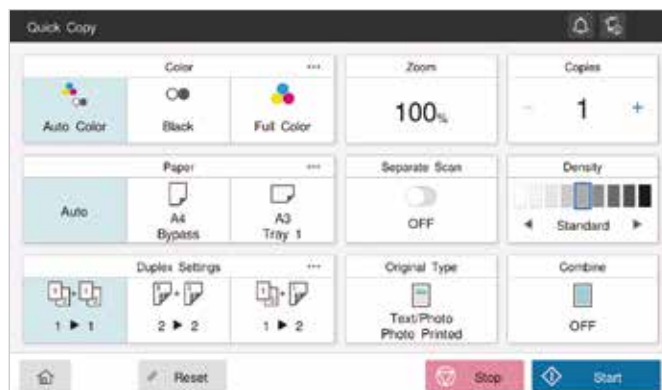 Quick Copy
Color
Zoom
Copies
Auto Color
Black
Full Color
100%
1
Paper
Separate Scan
Density
Auto
A4
Bypass
A3
Tray 1
OFF
Standard
Duplex Settings
Original Type
Combine
1 ▶ 1
2 ▶ 2
1 ▶ 2
Text/Photo
Photo Printed
OFF
Reset
Stop
Start